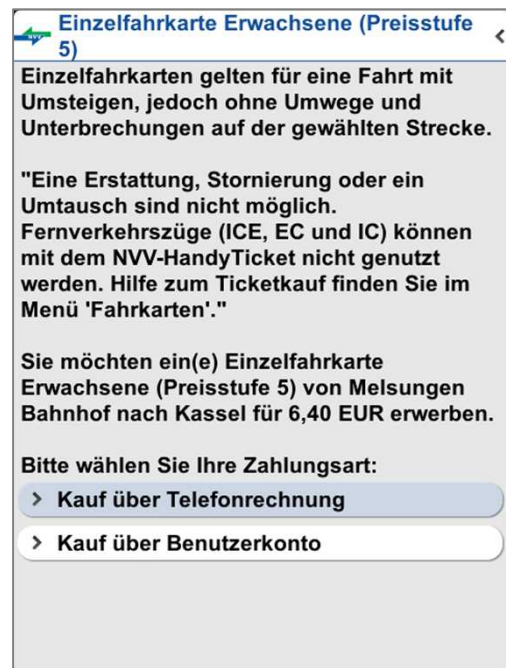 NVV
Einzelfahrkarte Erwachsene (Preisstufe
5)
Einzelfahrkarten gelten für eine Fahrt mit
Umsteigen, jedoch ohne Umwege und
Unterbrechungen auf der gewählten Strecke.
"Eine Erstattung, Stornierung oder ein
Umtausch sind nicht möglich.
Fernverkehrszüge (ICE, EC und IC) können
mit dem NVV-HandyTicket nicht genutzt
werden. Hilfe zum Ticketkauf finden Sie im
Menü 'Fahrkarten'."
Sie möchten ein(e) Einzelfahrkarte
Erwachsene (Preisstufe 5) von Melsungen
Bahnhof nach Kassel für 6,40 EUR erwerben.
Bitte wählen Sie Ihre Zahlungsart:
Kauf über Telefonrechnung
Kauf über Benutzerkonto